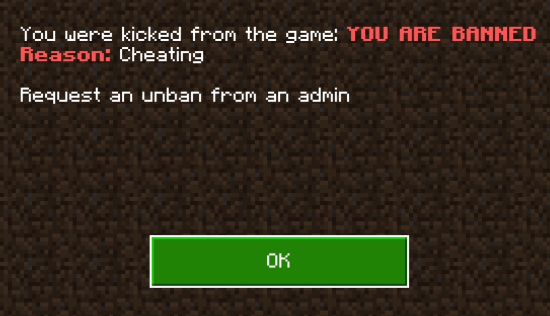 You were kicked from the game: YOU ARE BANNED
Reason: Cheating
Request an unban from an admin
OK